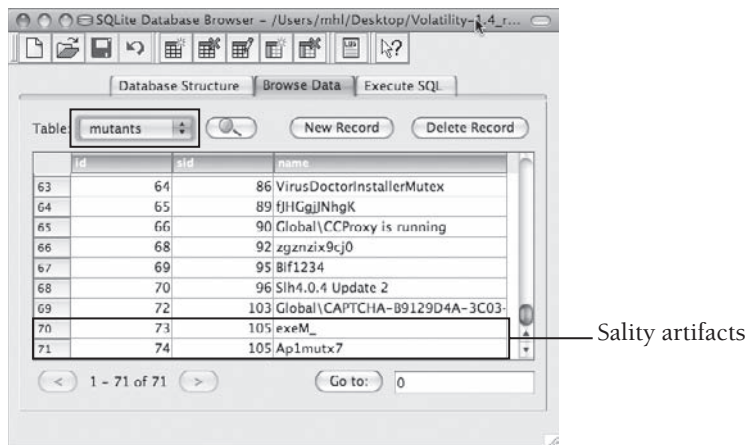 SQLite Database Browser – /Users/mhl/Desktop/Volatility-1.4_r...
Database Structure Browse Data Execute SQL
Table: mutants New Record Delete Record
id sid name
63 64 86 VirusDoctorInstallerMutex
64 65 89 fJHGgjJNhgK
65 66 90 Global\CCProxy is running
66 68 92 zgznzix9cj0
67 69 95 Blf1234
68 70 96 Slh4.0.4 Update 2
69 72 103 Global\CAPTCHA-B9129D4A-3C03-
70 73 105 exeM_
71 74 105 Ap1mutx7
Sality artifacts
< 1 - 71 of 71 > Go to: 0